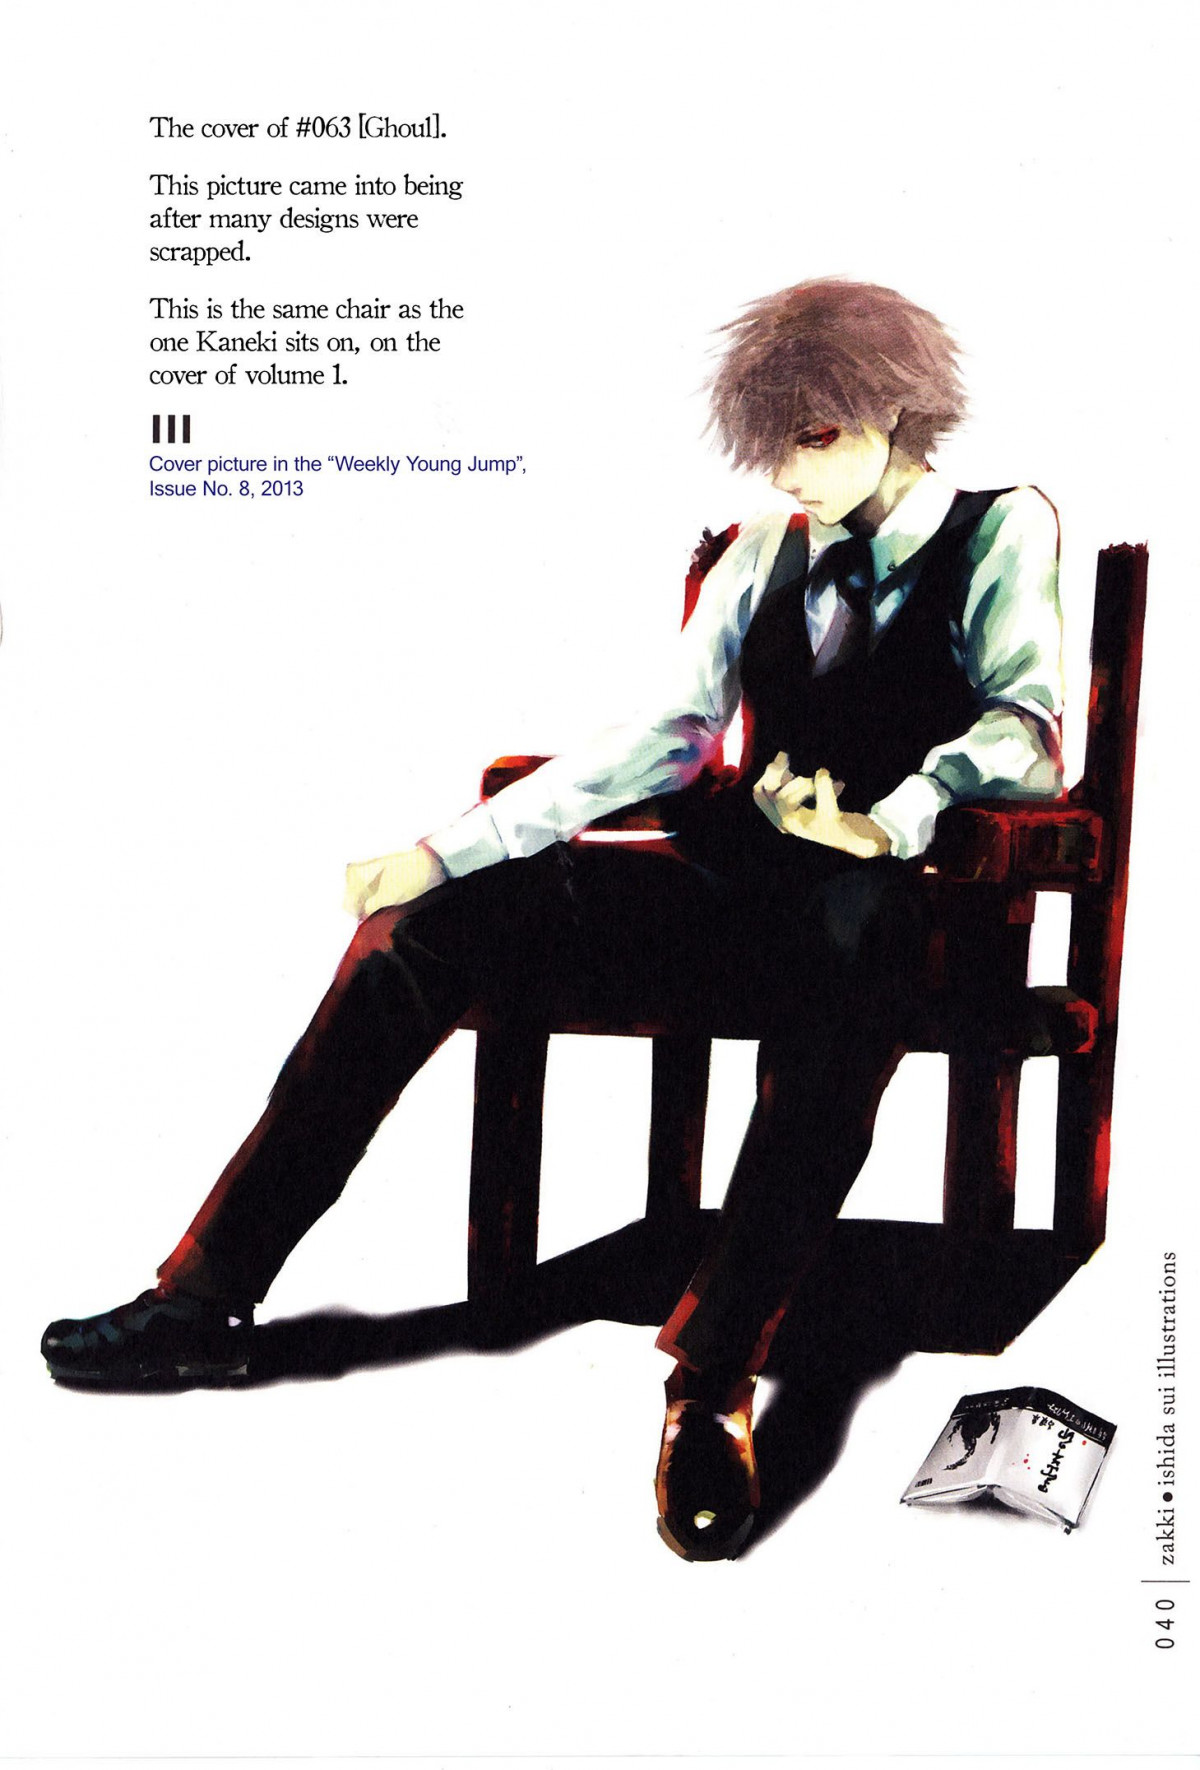 The cover of #063 [Ghoul].
This picture came into being
after many designs were
scrapped.
This is the same chair as the
one Kaneki sits on, on the
cover of volume 1.
III
Cover picture in the “Weekly Young Jump”,
Issue No. 8, 2013
040 | zakki ● ishida sui illustrations